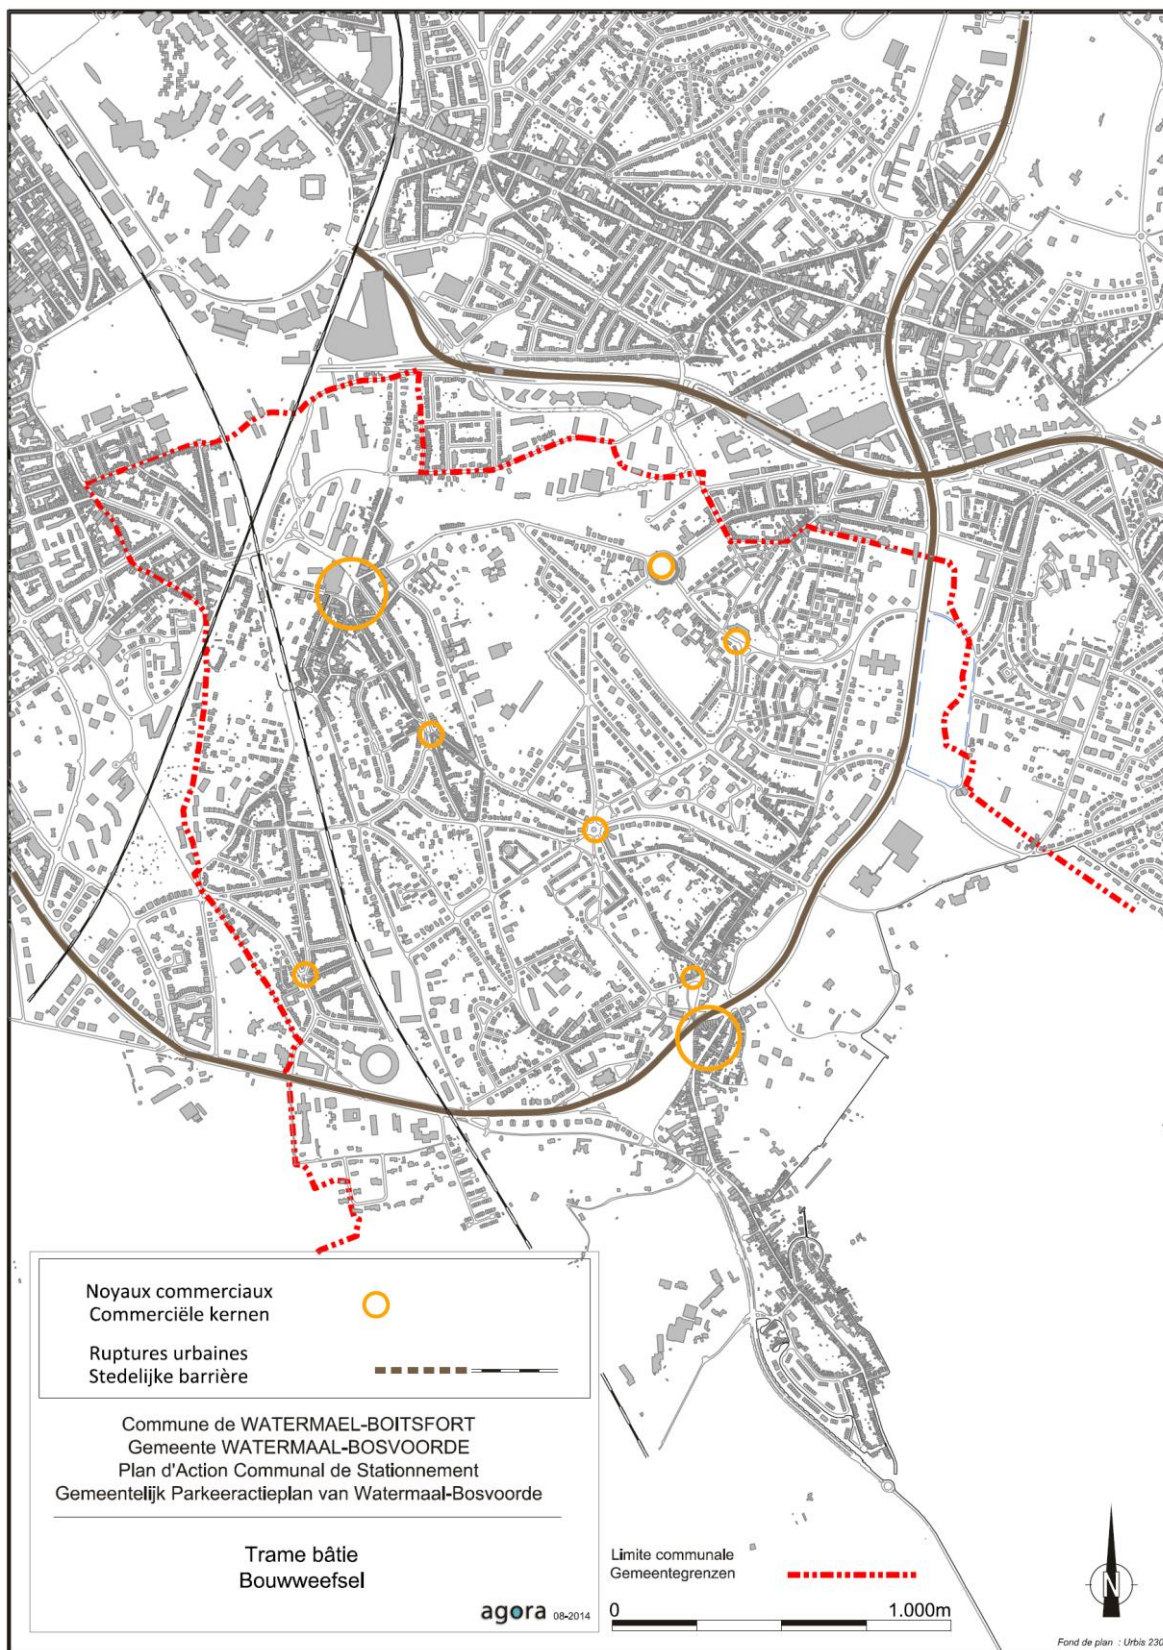 Noyaux commerciaux
Commerciële kernen
Ruptures urbaines
Stedelijke barrière
Commune de WATERMAEL-BOITSFORT
Gemeente WATERMAAL-BOSVOORDE
Plan d'Action Communal de Stationnement
Gemeentelijk Parkeeractieplan van Watermaal-Bosvoorde
Trame bâtie
Bouwweefsel
agora 08-2014
Limite communale
Gemeentegrenzen
0 1.000m
N
Fond de plan : Urbis 230